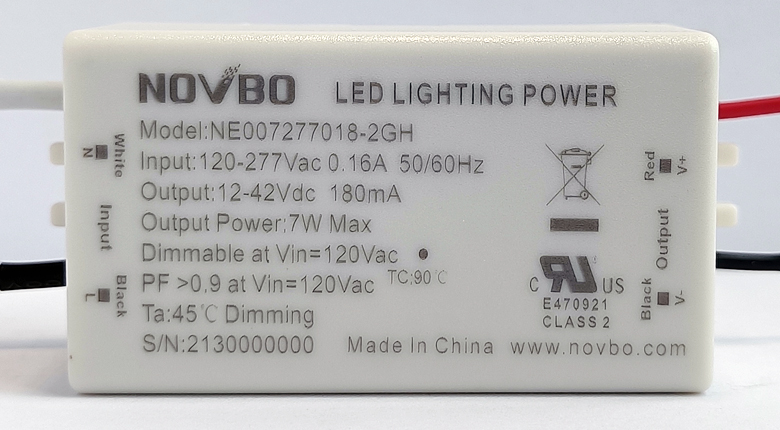 NOVBO LED LIGHTING POWER
Model:NE007277018-2GH
Input:120-277Vac 0.16A 50/60Hz
Output:12-42Vdc 180mA
Output Power:7W Max
Dimmable at Vin=120Vac
PF >0.9 at Vin=120Vac TC:90℃
Ta:45℃ Dimming
S/N:2130000000 Made In China www.novbo.com
White
N
Input
Black
L
Red
V+
Output
Black
V-
C RU US
E470921
CLASS 2